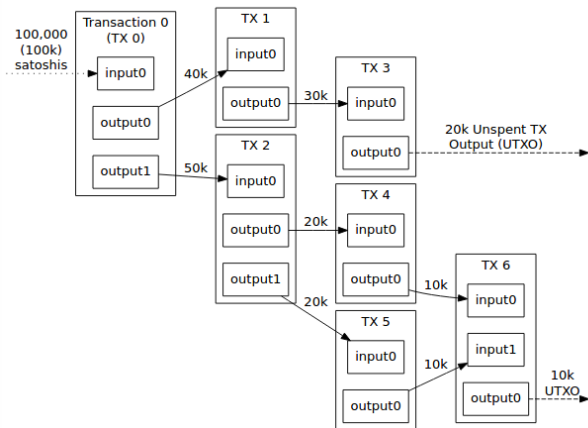 100,000
(100k)
satoshis
Transaction 0
(TX 0)
input0
output0
output1
40k
50k
TX 1
input0
output0
30k
TX 2
input0
output0
output1
20k
20k
TX 3
input0
output0
20k Unspent TX
Output (UTXO)
TX 4
input0
output0
10k
TX 5
input0
output0
10k
TX 6
input0
input1
output0
10k
UTXO